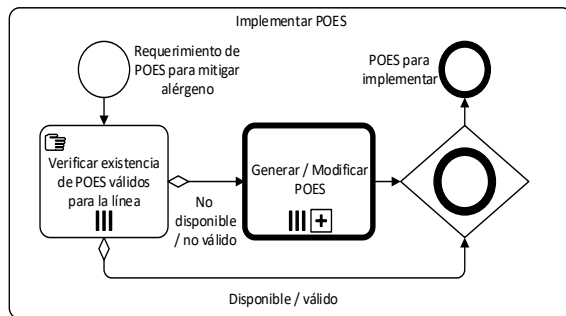 Implementar POES
Requerimiento de
POES para mitigar
alérgeno
POES para
implementar
Verificar existencia
de POES válidos
para la línea
No
disponible
/ no válido
Generar / Modificar
POES
Disponible / válido